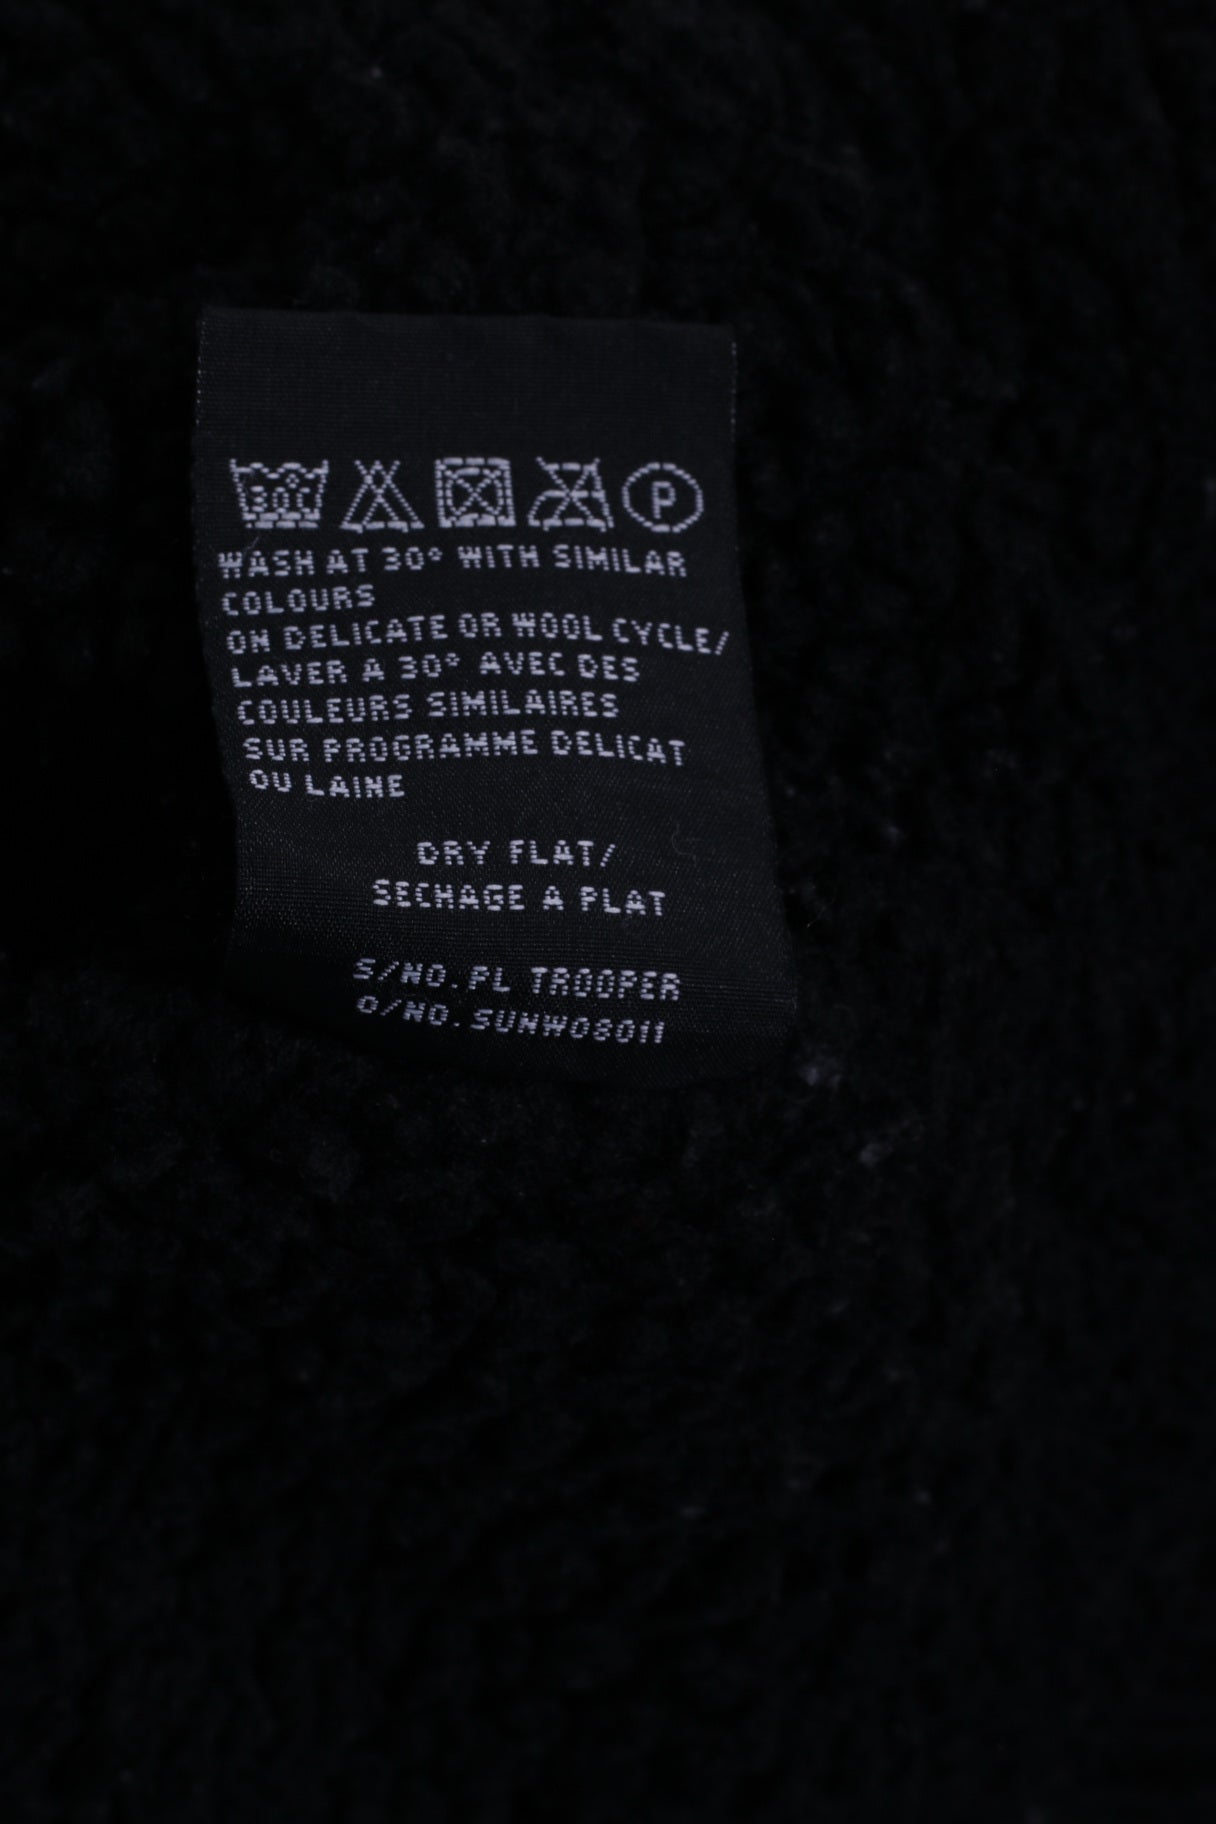 30C P
WASH AT 30° WITH SIMILAR
COLOURS
ON DELICATE OR WOOL CYCLE/
LAVER A 30° AVEC DES
COULEURS SIMILAIRES
SUR PROGRAMME DELICAT
OU LAINE
DRY FLAT/
SECHAGE A PLAT
S/NO. PL TROOPER
O/NO. SUNW08011